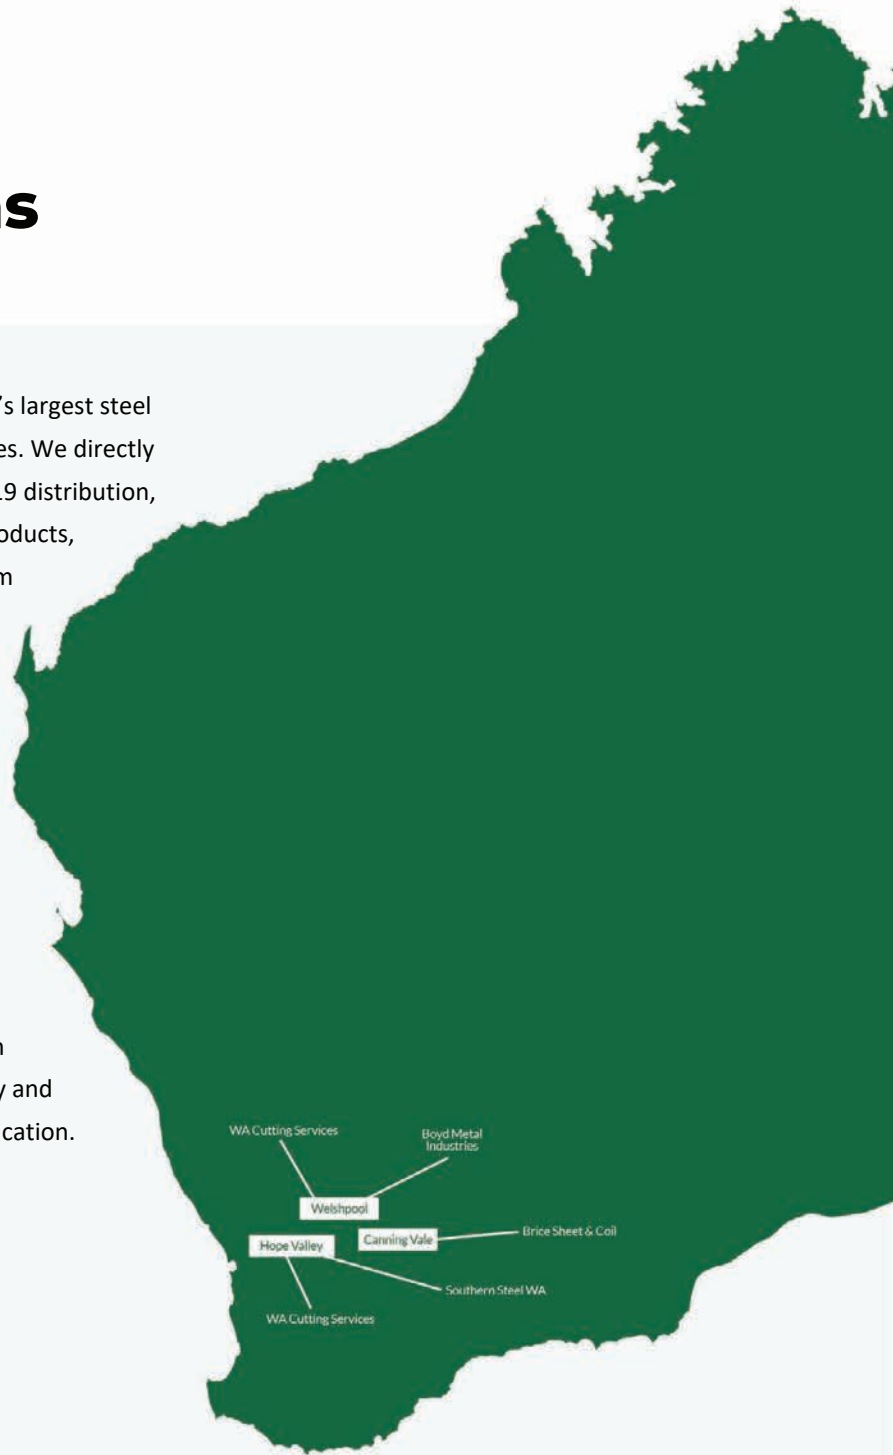 ns
's largest steel
es. We directly
19 distribution,
oducts,
m
n
y and
cation.
WA Cutting Services
Boyd Metal
Industries
Welshpool
Hope Valley
Canning Vale
Brice Sheet & Coil
Southern Steel WA
WA Cutting Services